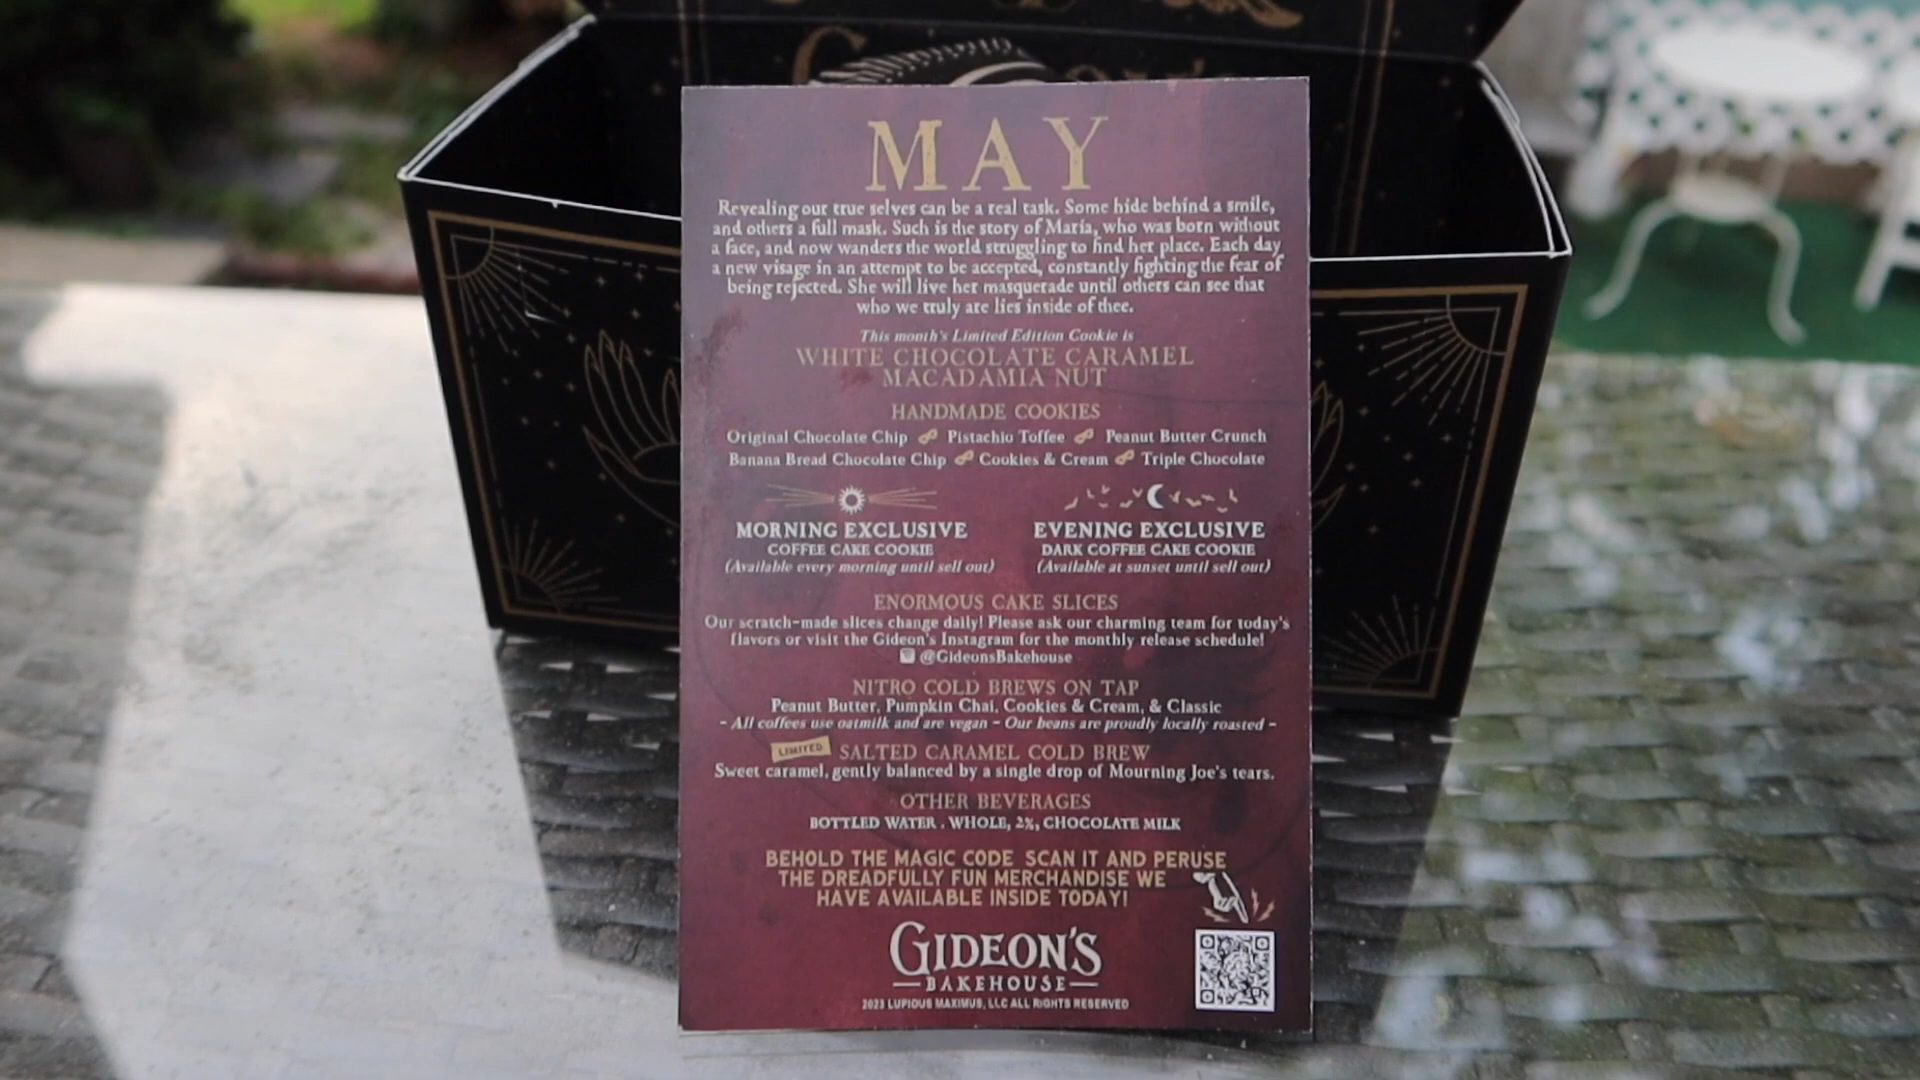 MAY
Revealing our true selves can be a real task. Some hide behind a smile,
and others a full mask. Such is the story of María, who was born without
a face, and now wanders the world struggling to find her place. Each day
a new visage in an attempt to be accepted, constantly fighting the fear of
being rejected. She will live her masquerade until others can see that
who we truly are lies inside of thee.
This month's Limited Edition Cookie is
WHITE CHOCOLATE CARAMEL
MACADAMIA NUT
HANDMADE COOKIES
Original Chocolate Chip Pistachio Toffee Peanut Butter Crunch
Banana Bread Chocolate Chip Cookies & Cream Triple Chocolate
MORNING EXCLUSIVE
COFFEE CAKE COOKIE
(Available every morning until sell out)
EVENING EXCLUSIVE
DARK COFFEE CAKE COOKIE
(Available at sunset until sell out)
ENORMOUS CAKE SLICES
Our scratch-made slices change daily! Please ask our charming team for today's
flavors or visit the Gideon's Instagram for the monthly release schedule!
@GideonsBakehouse
NITRO COLD BREWS ON TAP
Peanut Butter, Pumpkin Chai, Cookies & Cream, & Classic
- All coffees use oatmilk and are vegan - Our beans are proudly locally roasted -
LIMITED SALTED CARAMEL COLD BREW
Sweet caramel, gently balanced by a single drop of Mourning Joe's tears.
OTHER BEVERAGES
BOTTLED WATER . WHOLE, 2%, CHOCOLATE MILK
BEHOLD THE MAGIC CODE SCAN IT AND PERUSE
THE DREADFULLY FUN MERCHANDISE WE
HAVE AVAILABLE INSIDE TODAY!
GIDEON'S
BAKEHOUSE
2023 LUPIOUS MAXIMUS, LLC ALL RIGHTS RESERVED